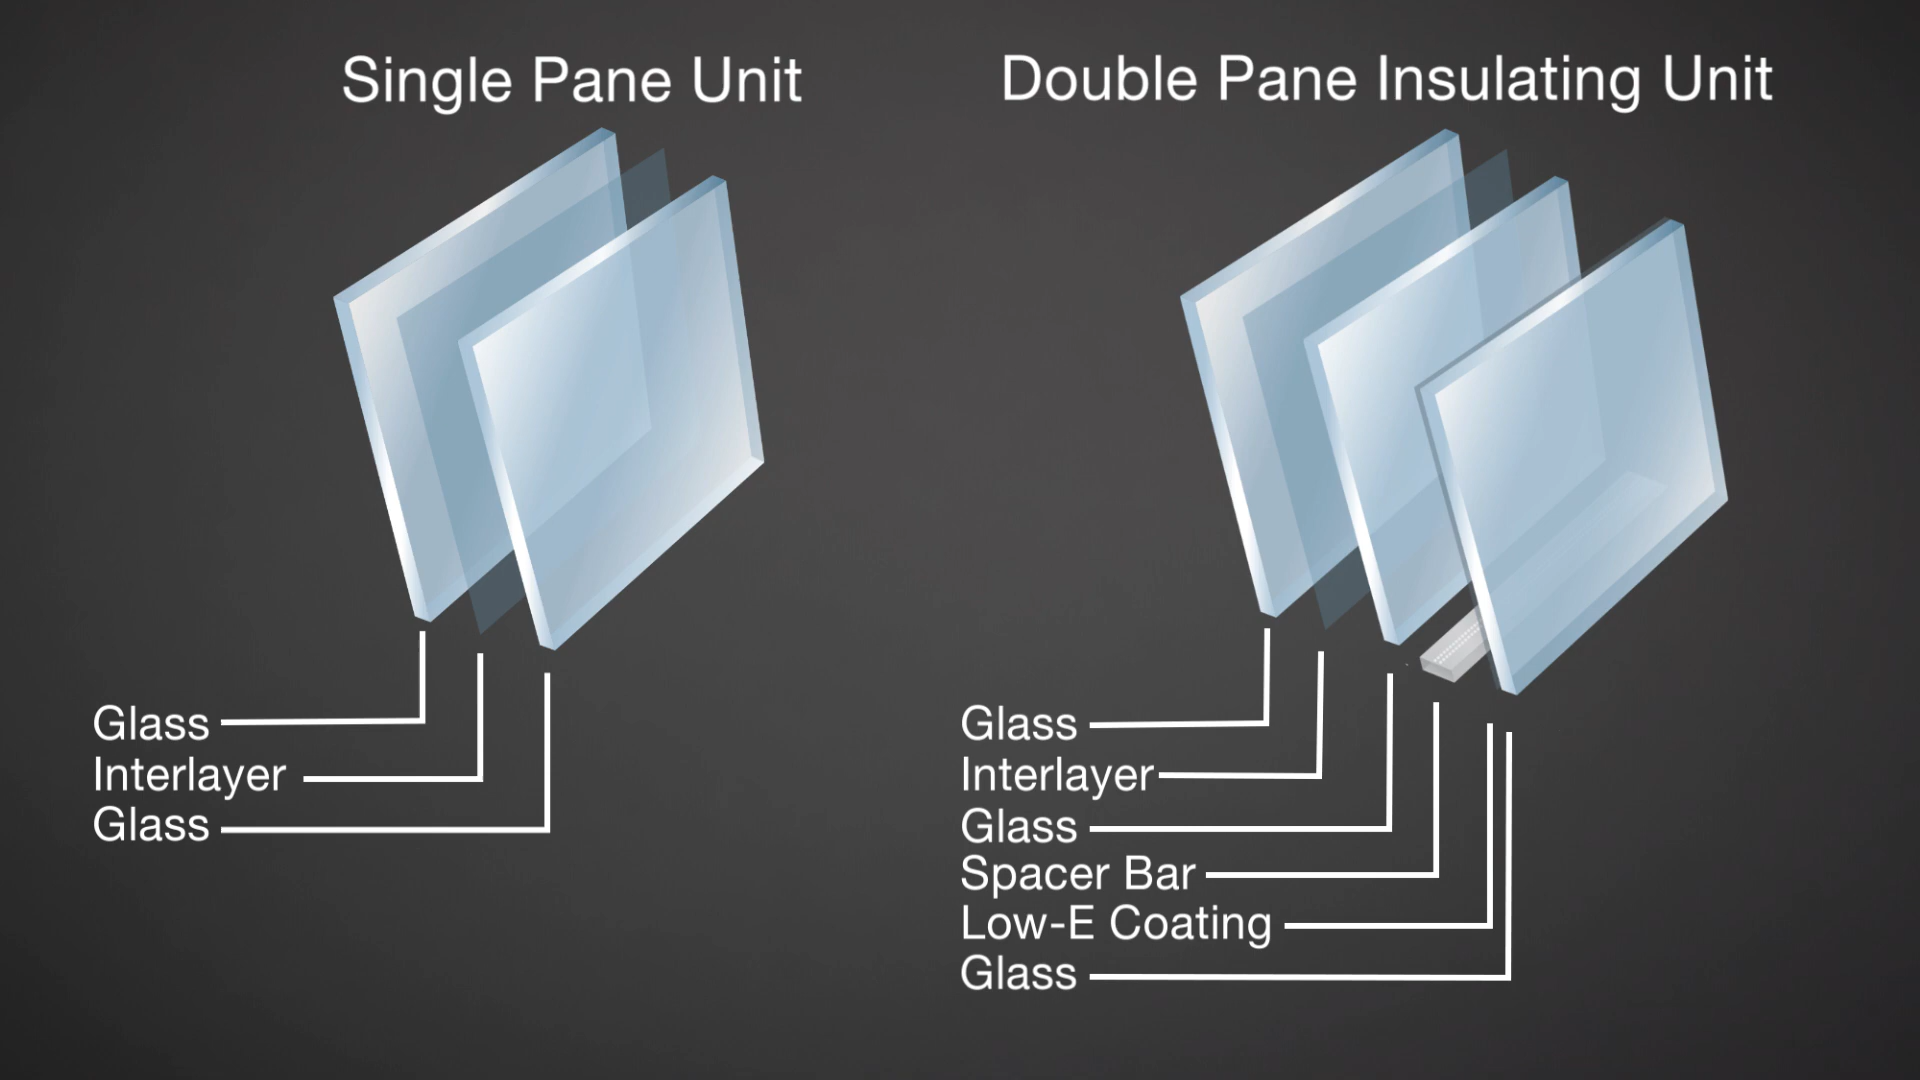 Single Pane Unit
Glass
Interlayer
Glass
Double Pane Insulating Unit
Glass
Interlayer
Glass
Spacer Bar
Low-E Coating
Glass